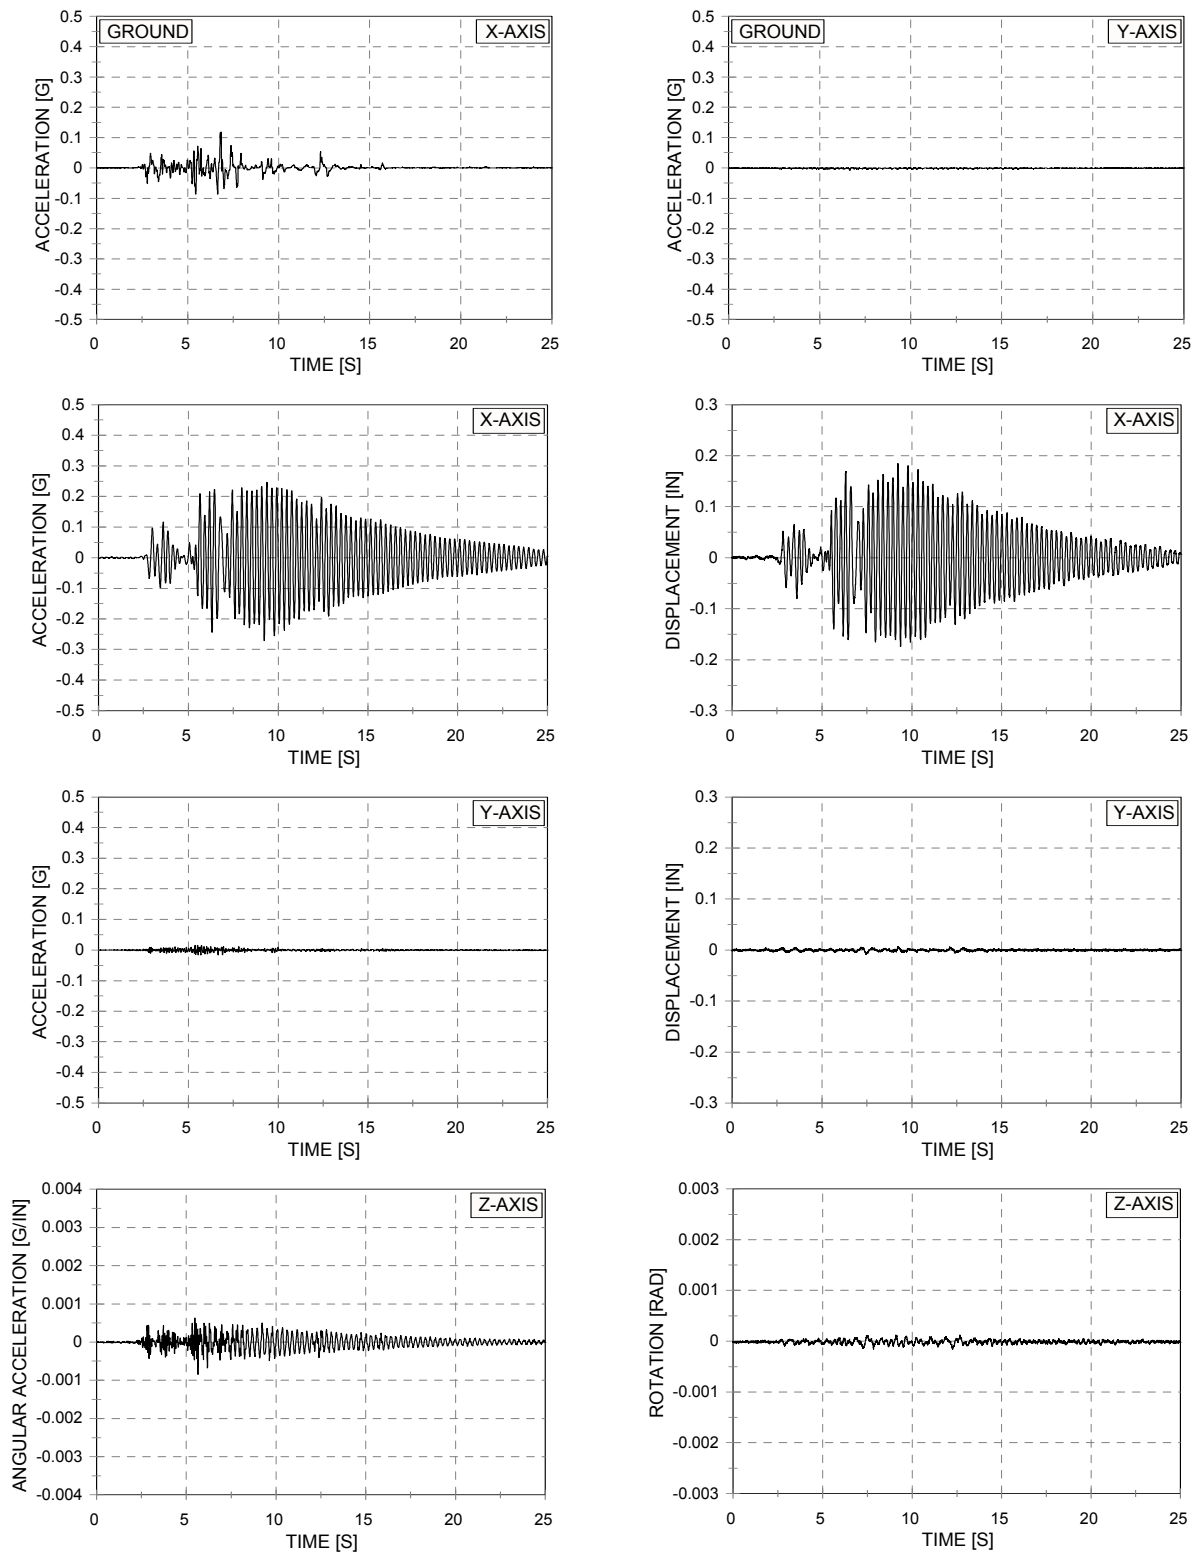 0.5
0.4
0.3
0.2
0.1
0
-0.1
-0.2
-0.3
-0.4
-0.5
ACCELERATION [G]
GROUND
X-AXIS
0 5 10 15 20 25
TIME [S]
0.5
0.4
0.3
0.2
0.1
0
-0.1
-0.2
-0.3
-0.4
-0.5
ACCELERATION [G]
GROUND
Y-AXIS
0 5 10 15 20 25
TIME [S]
0.5
0.4
0.3
0.2
0.1
0
-0.1
-0.2
-0.3
-0.4
-0.5
ACCELERATION [G]
X-AXIS
0 5 10 15 20 25
TIME [S]
0.3
0.2
0.1
0
-0.1
-0.2
-0.3
DISPLACEMENT [IN]
X-AXIS
0 5 10 15 20 25
TIME [S]
0.5
0.4
0.3
0.2
0.1
0
-0.1
-0.2
-0.3
-0.4
-0.5
ACCELERATION [G]
Y-AXIS
0 5 10 15 20 25
TIME [S]
0.3
0.2
0.1
0
-0.1
-0.2
-0.3
DISPLACEMENT [IN]
Y-AXIS
0 5 10 15 20 25
TIME [S]
0.004
0.003
0.002
0.001
0
-0.001
-0.002
-0.003
-0.004
ANGULAR ACCELERATION [G/IN]
Z-AXIS
0 5 10 15 20 25
TIME [S]
0.003
0.002
0.001
0
-0.001
-0.002
-0.003
ROTATION [RAD]
Z-AXIS
0 5 10 15 20 25
TIME [S]